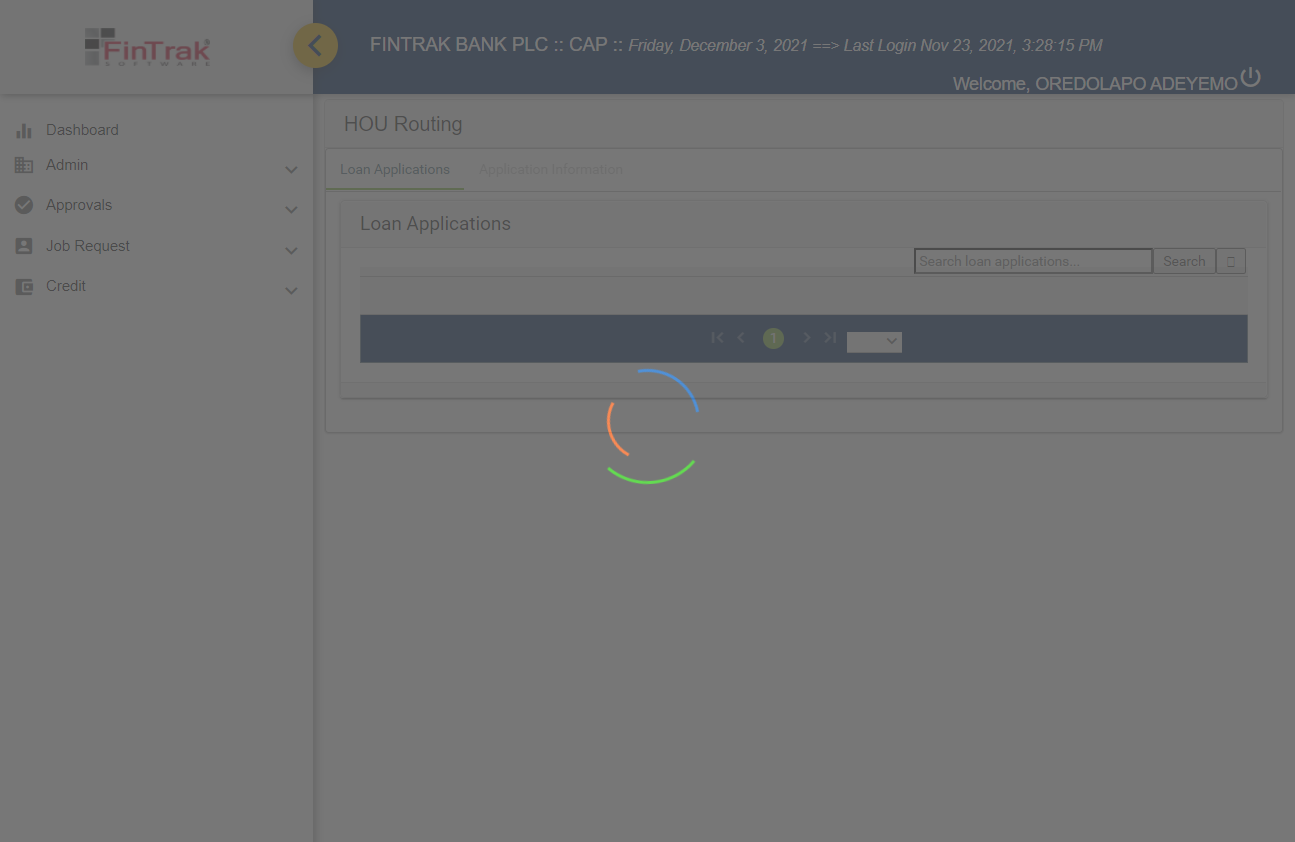 FinTrak
SOFTWARE
FINTRAK BANK PLC :: CAP :: Friday, December 3, 2021 ==> Last Login Nov 23, 2021, 3:28:15 PM
Welcome, OREDOLAPO ADEYEMO
Dashboard
Admin
Approvals
Job Request
Credit
HOU Routing
Loan Applications Application Information
Loan Applications
Search loan applications... Search
1